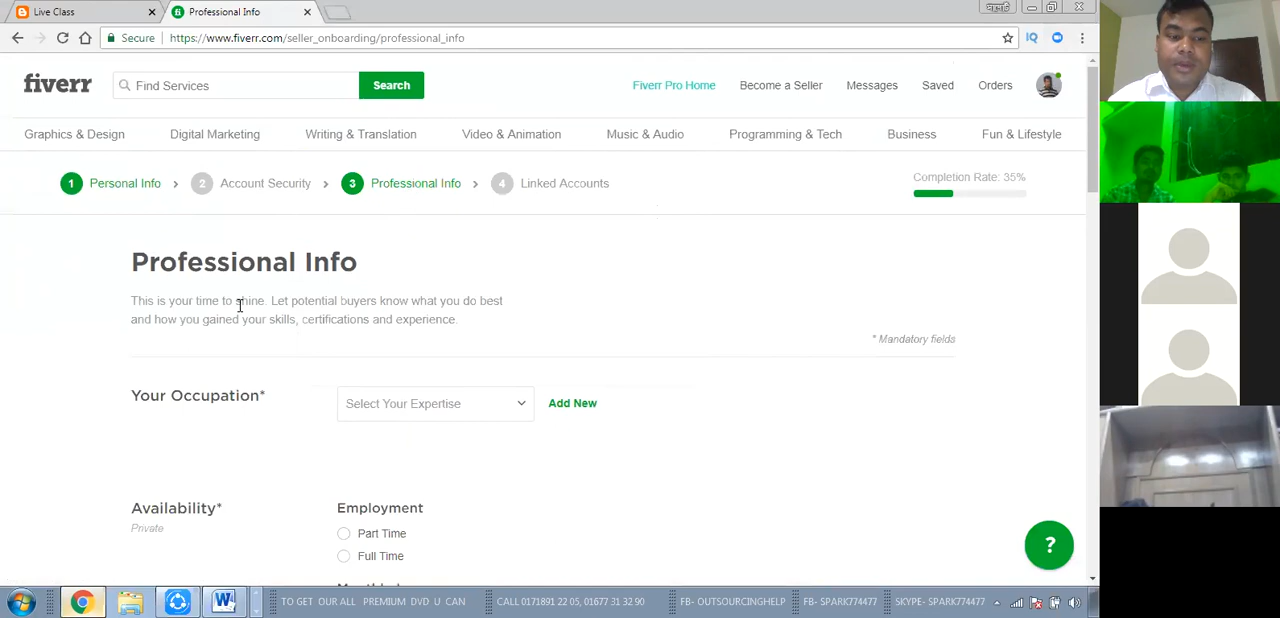 Live Class
Professional Info
Secure
https://www.fiverr.com/seller_onboarding/professional_info
fiverr
Find Services
Search
Fiverr Pro Home
Become a Seller
Messages
Saved
Orders
Graphics & Design
Digital Marketing
Writing & Translation
Video & Animation
Music & Audio
Programming & Tech
Business
Fun & Lifestyle
1 Personal Info
2 Account Security
3 Professional Info
4 Linked Accounts
Completion Rate: 35%
Professional Info
This is your time to shine. Let potential buyers know what you do best
and how you gained your skills, certifications and experience.
* Mandatory fields
Your Occupation*
Select Your Expertise
Add New
Availability*
Private
Employment
Part Time
Full Time
?
TO GET OUR ALL PREMIUM DVD U CAN
CALL 0171891 22 05, 01677 31 32 90
FB- OUTSOURCINGHELP
FB- SPARK774477
SKYPE- SPARK774477